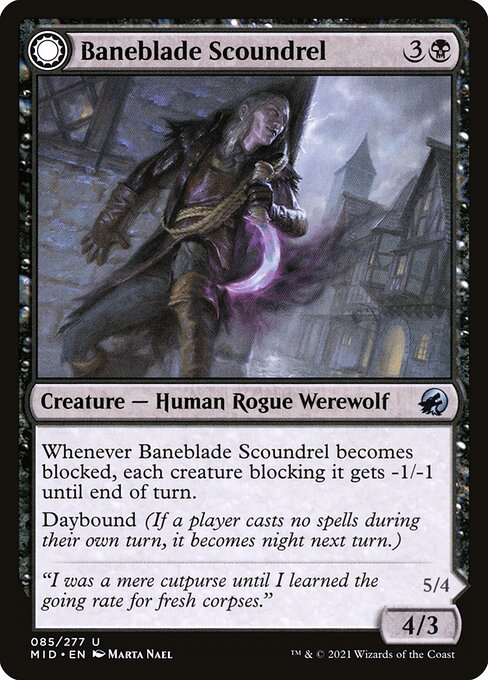 Baneblade Scoundrel 3
Creature — Human Rogue Werewolf
Whenever Baneblade Scoundrel becomes
blocked, each creature blocking it gets -1/-1
until end of turn.
Daybound (If a player casts no spells during
their own turn, it becomes night next turn.)
“I was a mere cutpurse until I learned the
going rate for fresh corpses.”
5/4
4/3
085/277 U
MID • EN Marta Nael
™ & © 2021 Wizards of the Coast